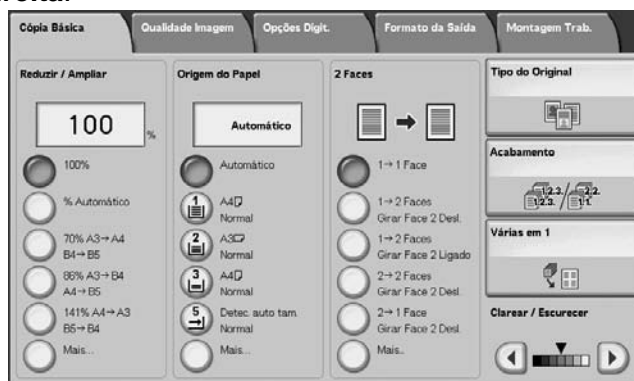 Cópia Básica
Qualidade Imagem
Opções Digit.
Formato da Saída
Montagem Trab.
Reduzir / Ampliar
100 %
100%
% Automático
70% A3→A4
B4→B5
86% A3→B4
A4→B5
141% A4→A3
B5→B4
Mais...
Origem do Papel
Automático
Automático
1 A4
Normal
2 A3
Normal
3 A4
Normal
5 Detec. auto tam.
Normal
Mais...
2 Faces
1→1 Face
1→2 Faces
Girar Face 2 Desl.
1→2 Faces
Girar Face 2 Ligado
2→2 Faces
Girar Face 2 Desl.
2→1 Face
Girar Face 2 Desl.
Mais..
Tipo do Original
Acabamento
Várias em 1
Clarear / Escurecer